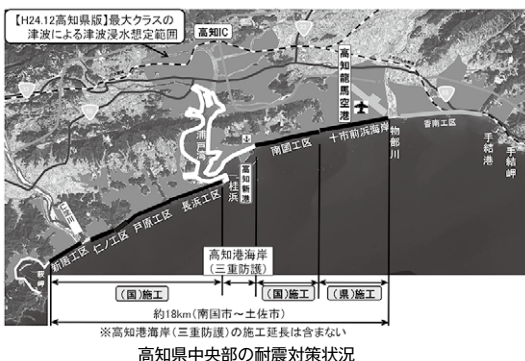 【H24.12高知県版】最大クラスの
津波による津波浸水想定範囲
高知IC
高知龍馬空港
浦戸湾
物部川
香南工区
手結港
手結岬
十市前浜海岸
南国工区
高知新港
桂浜
長浜工区
戸原工区
仁ノ工区
新居工区
高知港海岸
(三重防護)
(国)施工
(国)施工
(県)施工
約18km(南国市～土佐市)
※高知港海岸(三重防護)の施工延長は含まない
高知県中央部の耐震対策状況